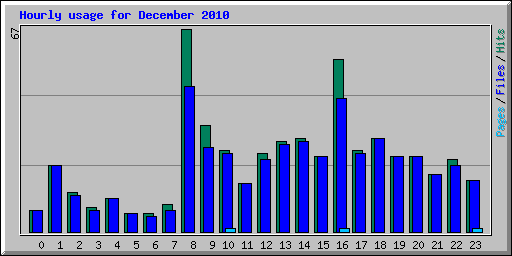 Hourly usage for December 2010
67
Pages/Files/Hits
0 1 2 3 4 5 6 7 8 9 10 11 12 13 14 15 16 17 18 19 20 21 22 23